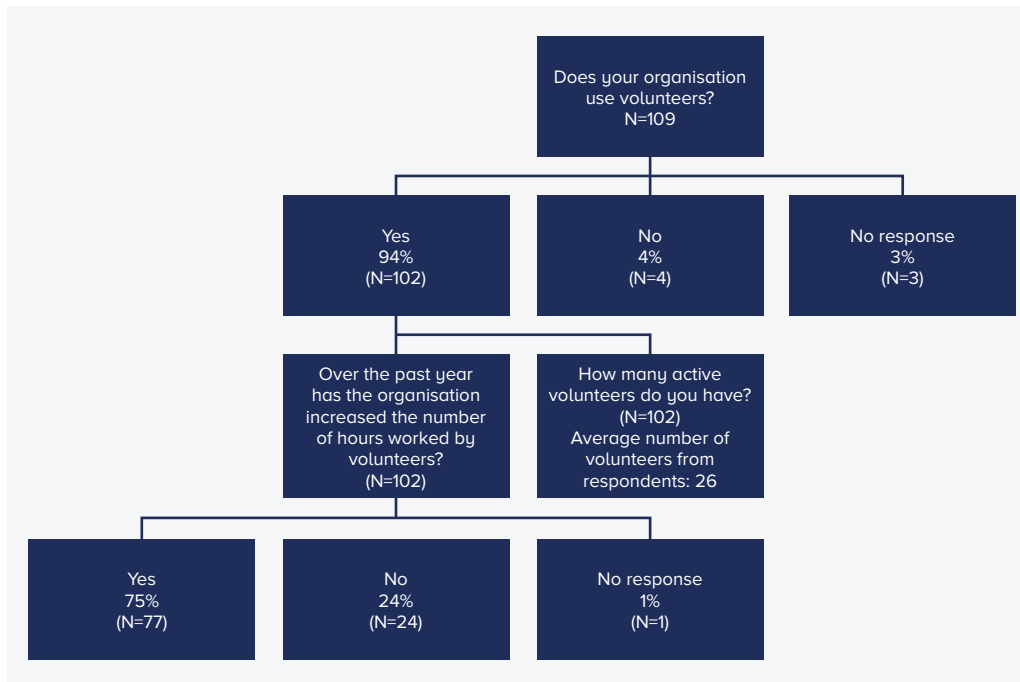 Does your organisation
use volunteers?
N=109
Yes
94%
(N=102)
No
4%
(N=4)
No response
3%
(N=3)
Over the past year
has the organisation
increased the number
of hours worked by
volunteers?
(N=102)
How many active
volunteers do you have?
(N=102)
Average number of
volunteers from
respondents: 26
Yes
75%
(N=77)
No
24%
(N=24)
No response
1%
(N=1)